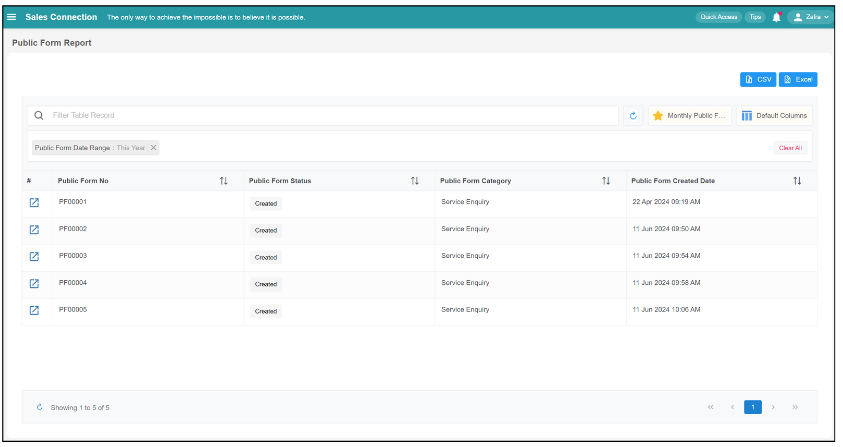 Sales Connection The only way to achieve the impossible is to believe it is possible. Quick Access Tips Zafra
Public Form Report
CSV Excel
Filter Table Record Monthly Public F... Default Columns
Public Form Date Range : This Year × Clear All
# Public Form No Public Form Status Public Form Category Public Form Created Date
PF00001 Created Service Enquiry 22 Apr 2024 09:19 AM
PF00002 Created Service Enquiry 11 Jun 2024 09:50 AM
PF00003 Created Service Enquiry 11 Jun 2024 09:54 AM
PF00004 Created Service Enquiry 11 Jun 2024 09:58 AM
PF00005 Created Service Enquiry 11 Jun 2024 10:06 AM
Showing 1 to 5 of 5 « ‹ 1 › »